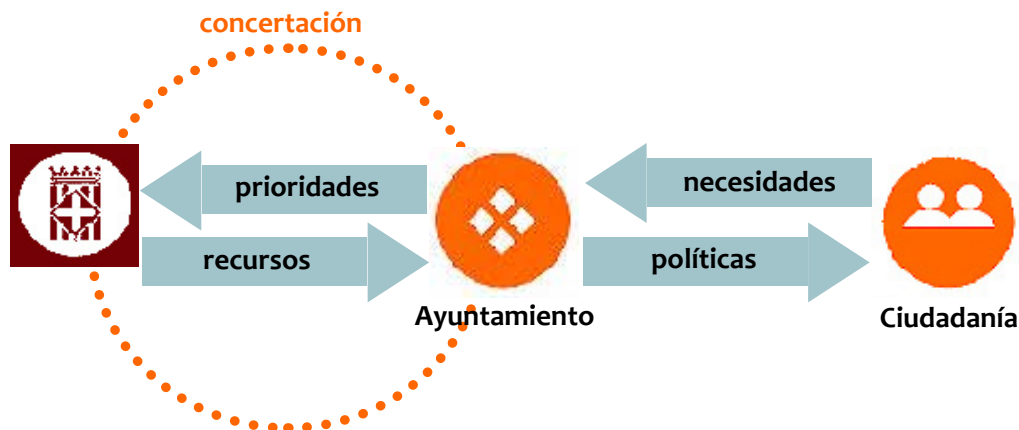 concertación
prioridades
necesidades
recursos
políticas
Ayuntamiento
Ciudadanía